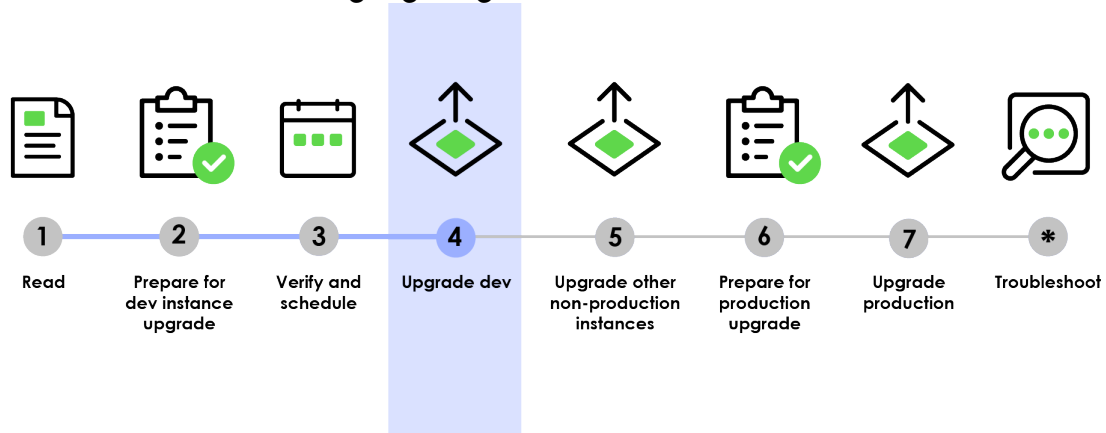 1
2
3
4
5
6
7
*
Read
Prepare for
dev instance
upgrade
Verify and
schedule
Upgrade dev
Upgrade other
non-production
instances
Prepare for
production
upgrade
Upgrade
production
Troubleshoot